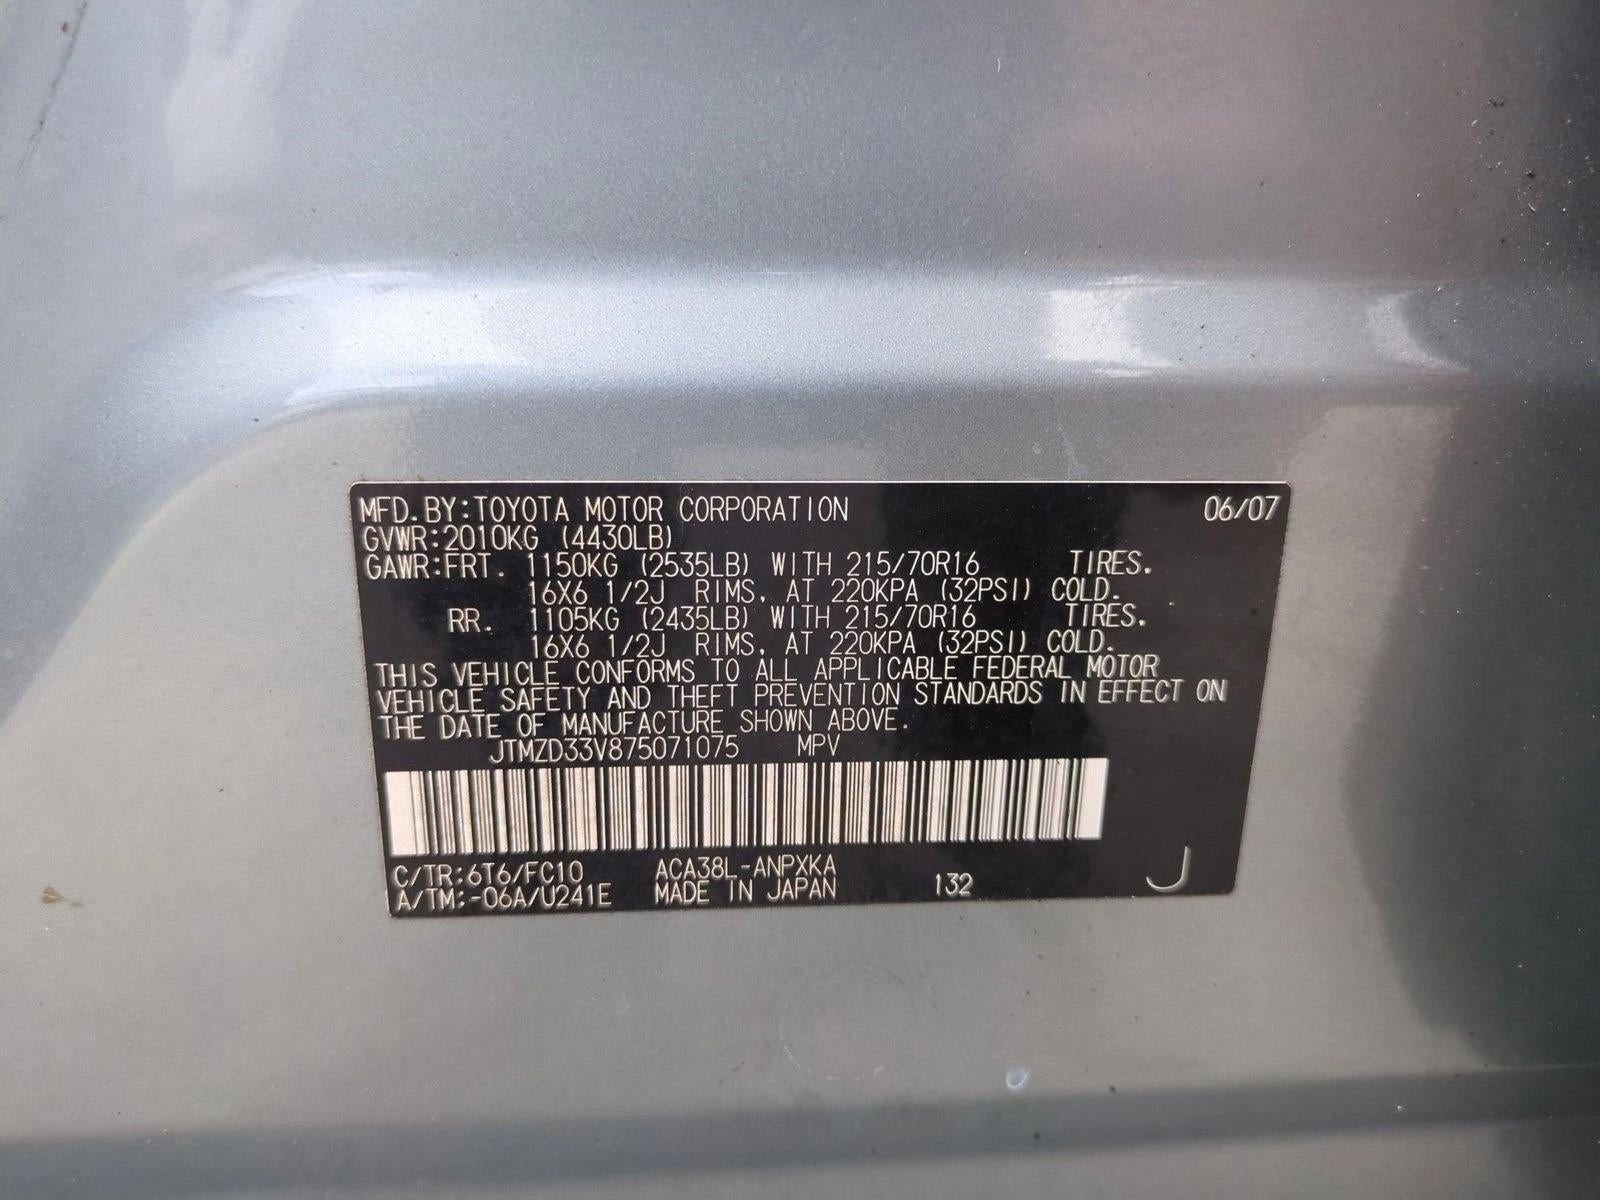 MFD.BY:TOYOTA MOTOR CORPORATION 06/07
GVWR:2010KG (4430LB)
GAWR:FRT. 1150KG (2535LB) WITH 215/70R16 TIRES.
16X6 1/2J RIMS, AT 220KPA (32PSI) COLD.
RR. 1105KG (2435LB) WITH 215/70R16 TIRES.
16X6 1/2J RIMS, AT 220KPA (32PSI) COLD.
THIS VEHICLE CONFORMS TO ALL APPLICABLE FEDERAL MOTOR
VEHICLE SAFETY AND THEFT PREVENTION STANDARDS IN EFFECT ON
THE DATE OF MANUFACTURE SHOWN ABOVE.
JTMZD33V875071075 MPV
C/TR:6T6/FC10 ACA38L-ANPXKA
A/TM:-06A/U241E MADE IN JAPAN 132 J